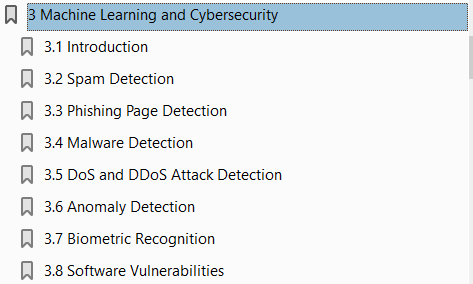 3 Machine Learning and Cybersecurity
3.1 Introduction
3.2 Spam Detection
3.3 Phishing Page Detection
3.4 Malware Detection
3.5 DoS and DDoS Attack Detection
3.6 Anomaly Detection
3.7 Biometric Recognition
3.8 Software Vulnerabilities